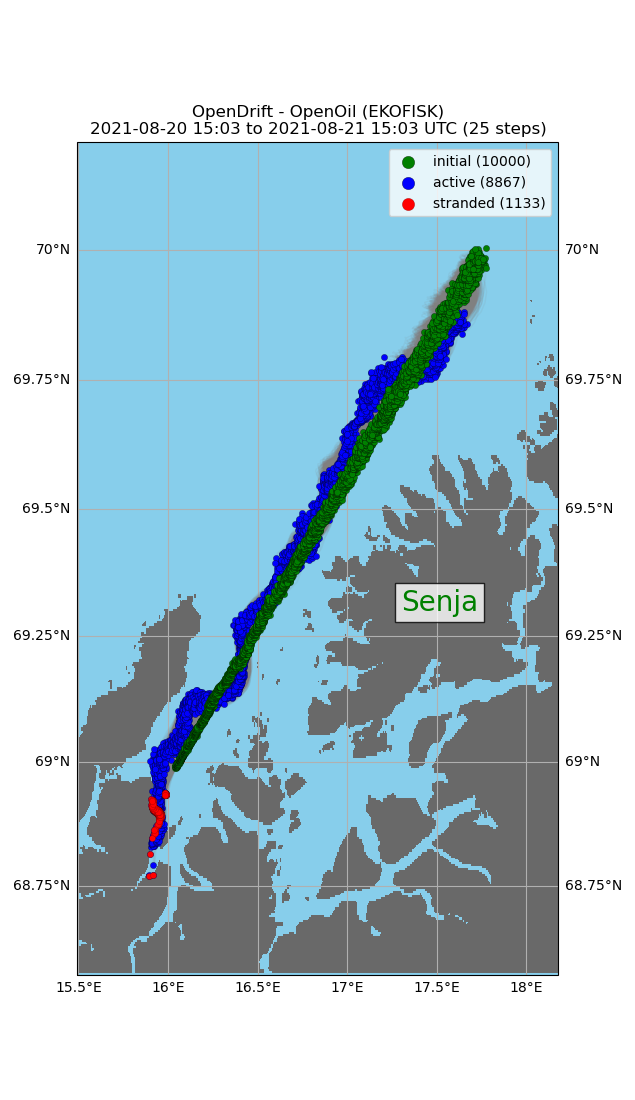 OpenDrift - OpenOil (EKOFISK)
2021-08-20 15:03 to 2021-08-21 15:03 UTC (25 steps)
initial (10000)
active (8867)
stranded (1133)
70°N 70°N
69.75°N 69.75°N
69.5°N 69.5°N
Senja
69.25°N 69.25°N
69°N 69°N
68.75°N 68.75°N
15.5°E 16°E 16.5°E 17°E 17.5°E 18°E